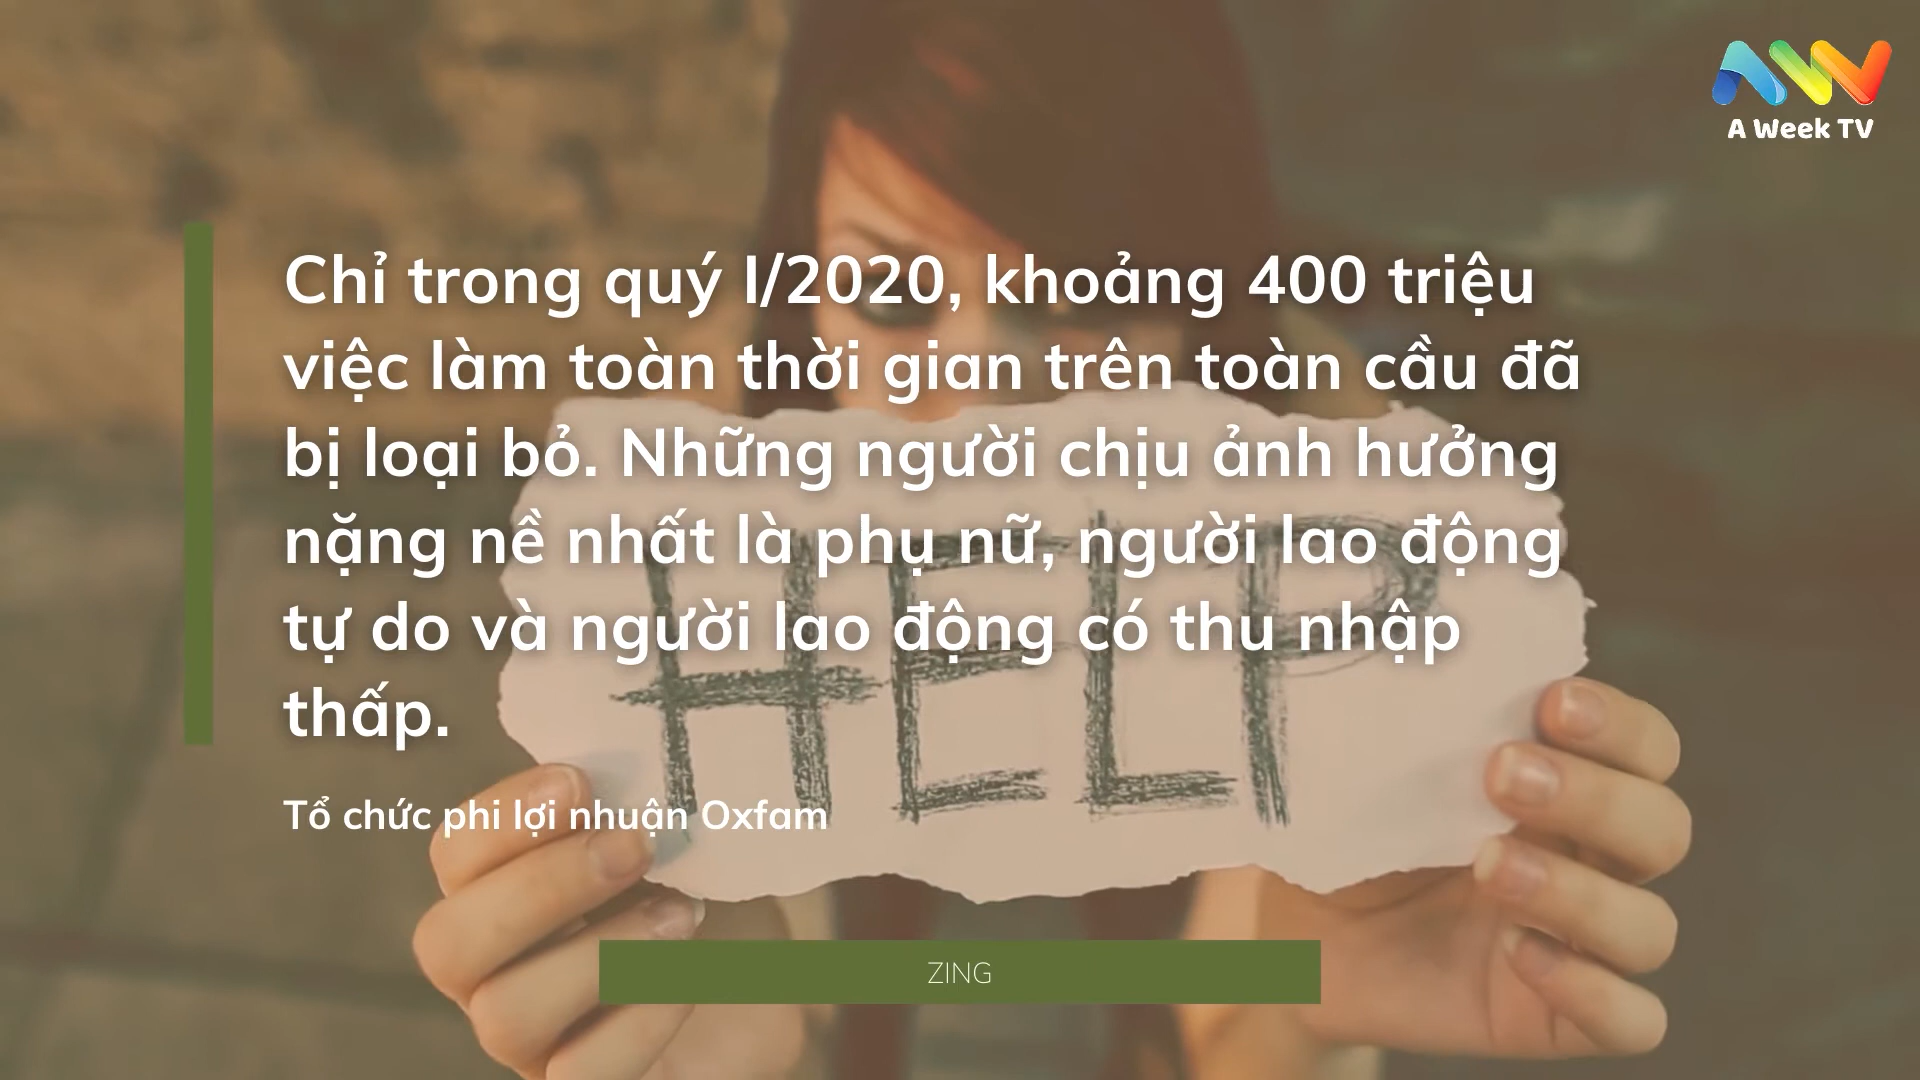 A Week TV
Chỉ trong quý I/2020, khoảng 400 triệu
việc làm toàn thời gian trên toàn cầu đã
bị loại bỏ. Những người chịu ảnh hưởng
nặng nề nhất là phụ nữ, người lao động
tự do và người lao động có thu nhập
thấp.
HELP
Tổ chức phi lợi nhuận Oxfam
ZING